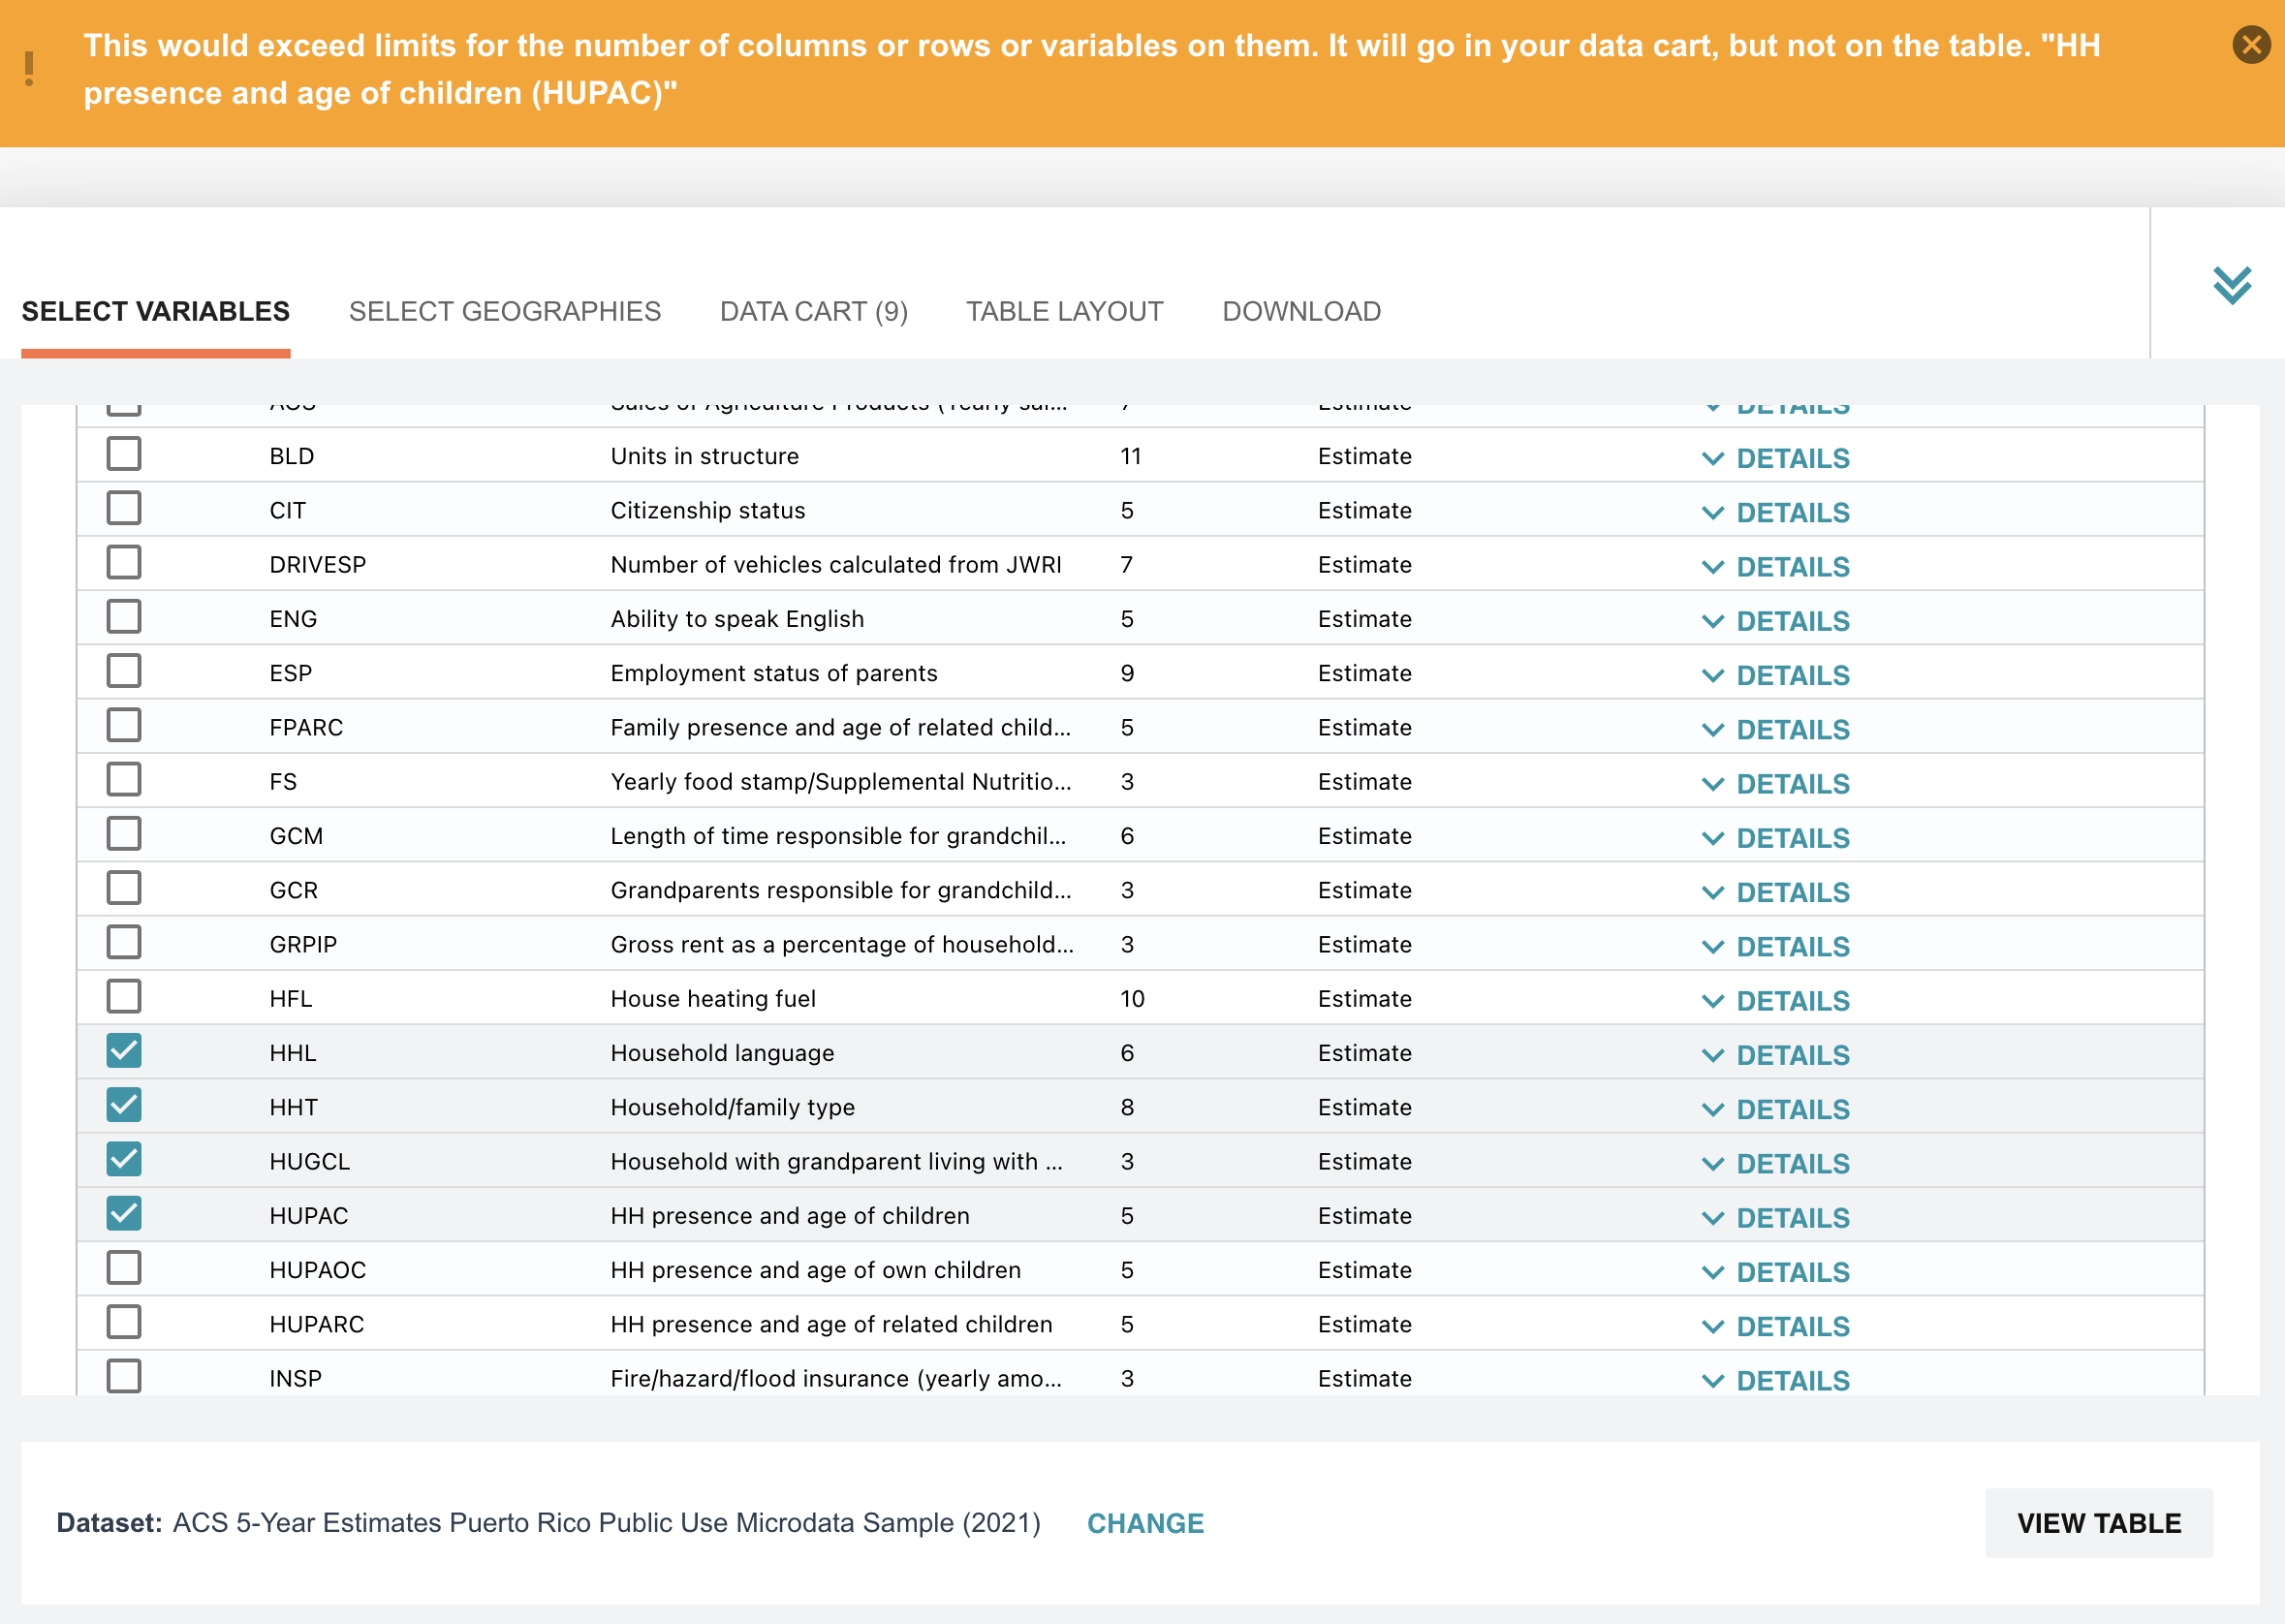 This would exceed limits for the number of columns or rows or variables on them. It will go in your data cart, but not on the table. "HH
presence and age of children (HUPAC)"
SELECT VARIABLES SELECT GEOGRAPHIES DATA CART (9) TABLE LAYOUT DOWNLOAD
AGS Sales of Agriculture Products (Yearly sal... 7 Estimate DETAILS
BLD Units in structure 11 Estimate DETAILS
CIT Citizenship status 5 Estimate DETAILS
DRIVESP Number of vehicles calculated from JWRI 7 Estimate DETAILS
ENG Ability to speak English 5 Estimate DETAILS
ESP Employment status of parents 9 Estimate DETAILS
FPARC Family presence and age of related child... 5 Estimate DETAILS
FS Yearly food stamp/Supplemental Nutritio... 3 Estimate DETAILS
GCM Length of time responsible for grandchil... 6 Estimate DETAILS
GCR Grandparents responsible for grandchild... 3 Estimate DETAILS
GRPIP Gross rent as a percentage of household... 3 Estimate DETAILS
HFL House heating fuel 10 Estimate DETAILS
HHL Household language 6 Estimate DETAILS
HHT Household/family type 8 Estimate DETAILS
HUGCL Household with grandparent living with ... 3 Estimate DETAILS
HUPAC HH presence and age of children 5 Estimate DETAILS
HUPAOC HH presence and age of own children 5 Estimate DETAILS
HUPARC HH presence and age of related children 5 Estimate DETAILS
INSP Fire/hazard/flood insurance (yearly amo... 3 Estimate DETAILS
Dataset: ACS 5-Year Estimates Puerto Rico Public Use Microdata Sample (2021) CHANGE VIEW TABLE